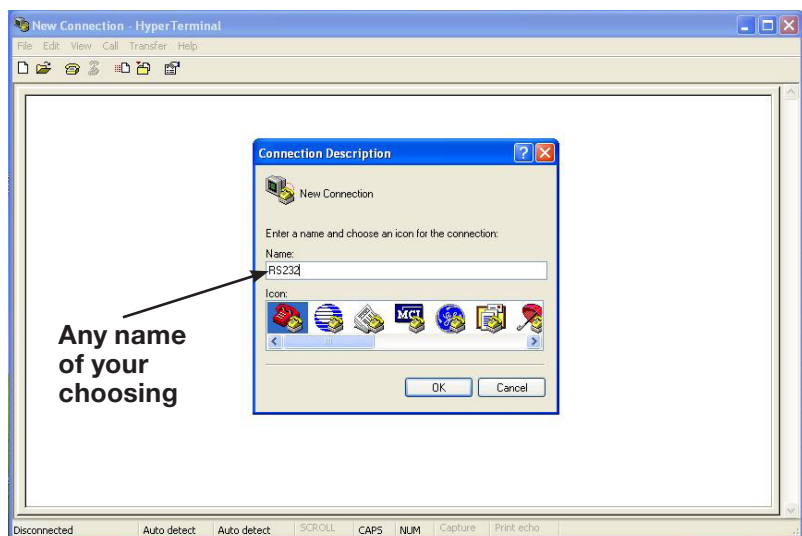 New Connection - HyperTerminal
File Edit View Call Transfer Help
Connection Description
New Connection
Enter a name and choose an icon for the connection:
Name:
RS232
Icon:
MCI
Any name
of your
choosing
OK Cancel
Disconnected Auto detect Auto detect SCROLL CAPS NUM Capture Print echo